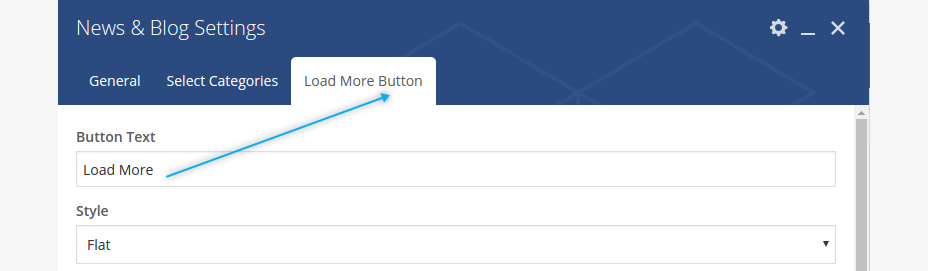 News & Blog Settings
General Select Categories Load More Button
Button Text
Load More
Style
Flat